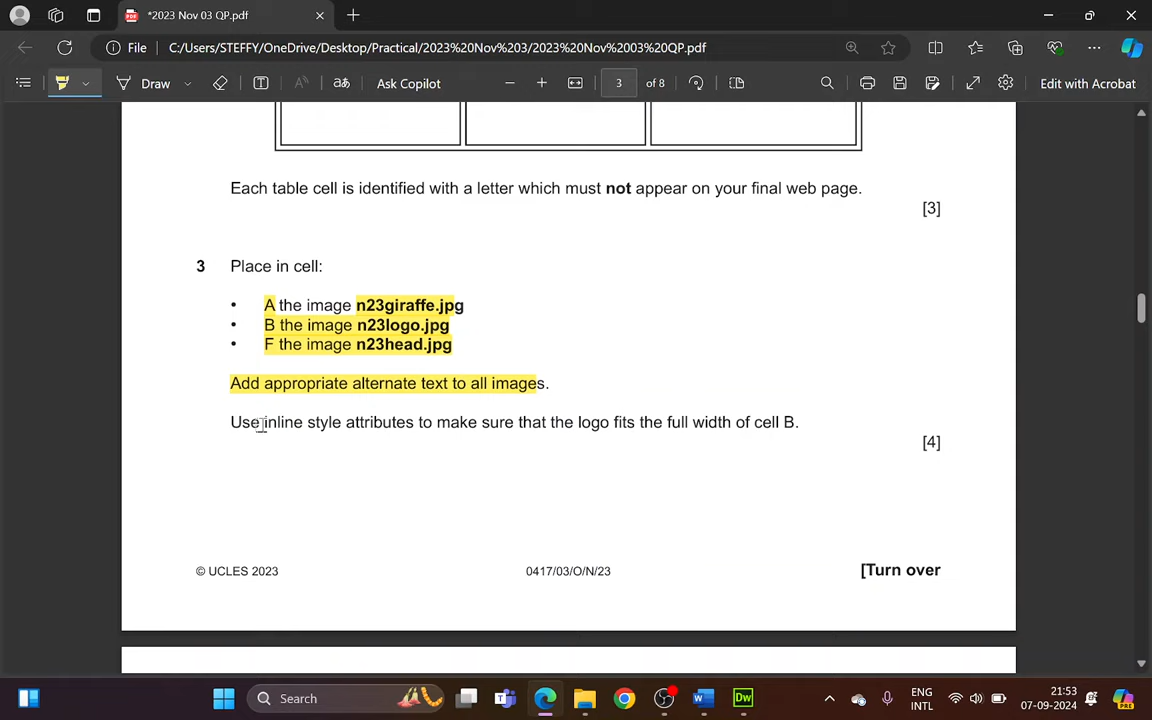 *2023 Nov 03 QP.pdf
File C:/Users/STEFFY/OneDrive/Desktop/Practical/2023%20Nov%203/2023%20Nov%2003%20QP.pdf
Draw
Ask Copilot
3 of 8
Edit with Acrobat
Each table cell is identified with a letter which must not appear on your final web page.
[3]
3 Place in cell:
• A the image n23giraffe.jpg
• B the image n23logo.jpg
• F the image n23head.jpg
Add appropriate alternate text to all images.
Use inline style attributes to make sure that the logo fits the full width of cell B.
[4]
© UCLES 2023 0417/03/O/N/23 [Turn over
Search
ENG
INTL
21:53
07-09-2024